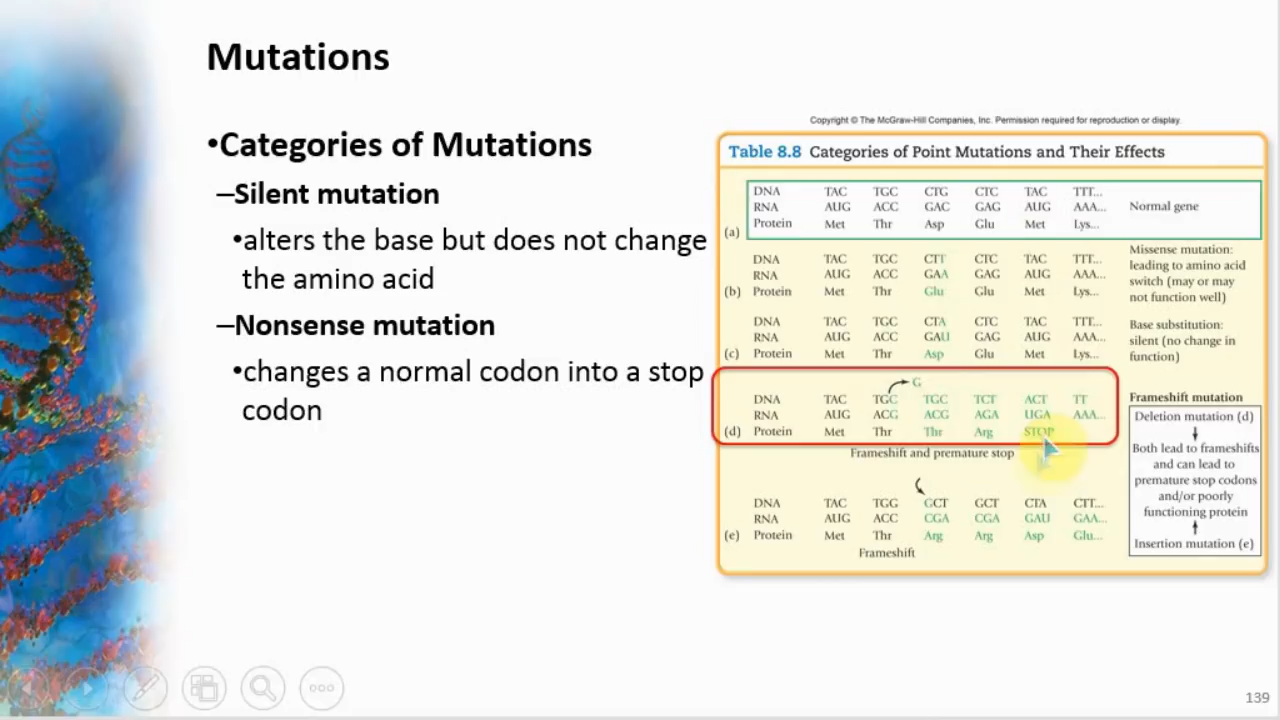 Mutations
•Categories of Mutations
–Silent mutation
•alters the base but does not change
the amino acid
–Nonsense mutation
•changes a normal codon into a stop
codon
Copyright © The McGraw-Hill Companies, Inc. Permission required for reproduction or display.
Table 8.8 Categories of Point Mutations and Their Effects
DNA TAC TGC CTG CTC TAC TTT...
RNA AUG ACC GAC GAG AUG AAA... Normal gene
(a) Protein Met Thr Asp Glu Met Lys...
DNA TAC TGC CTT CTC TAC TTT...
RNA AUG ACC GAA GAG AUG AAA...
(b) Protein Met Thr Glu Glu Met Lys...
Missense mutation:
leading to amino acid
switch (may or may
not function well)
DNA TAC TGC CTA CTC TAC TTT...
RNA AUG ACC GAU GAG AUG AAA...
(c) Protein Met Thr Asp Glu Met Lys...
Base substitution:
silent (no change in
function)
G
DNA TAC TGC TGC TCT ACT TT
RNA AUG ACG ACG AGA UGA AAA...
(d) Protein Met Thr Thr Arg STOP
Frameshift and premature stop
DNA TAC TGG GCT GCT CTA CTT...
RNA AUG ACC CGA CGA GAU GAA...
(e) Protein Met Thr Arg Arg Asp Glu...
Frameshift
Frameshift mutation
Deletion mutation (d)
Both lead to frameshifts
and can lead to
premature stop codons
and/or poorly
functioning protein
Insertion mutation (e)
139